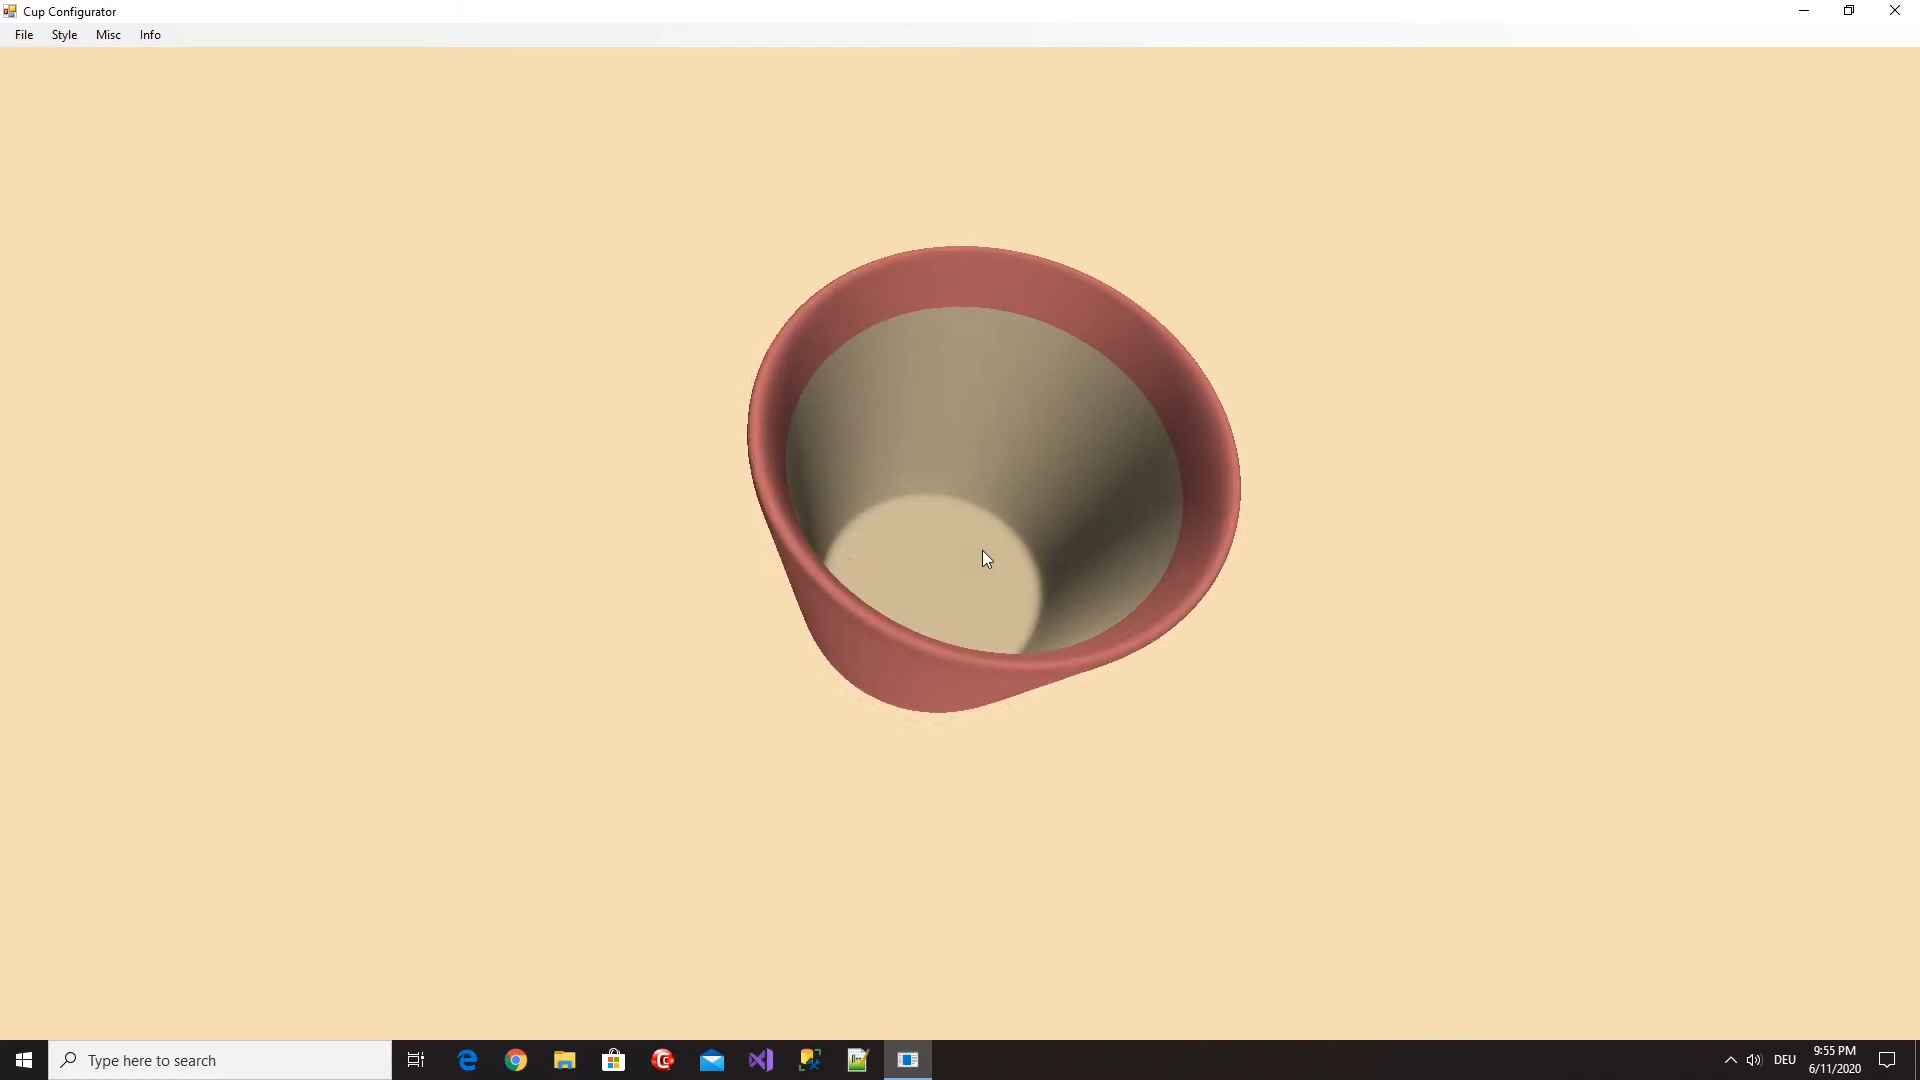 Cup Configurator
File Style Misc Info
Type here to search
DEU
9:55 PM
6/11/2020